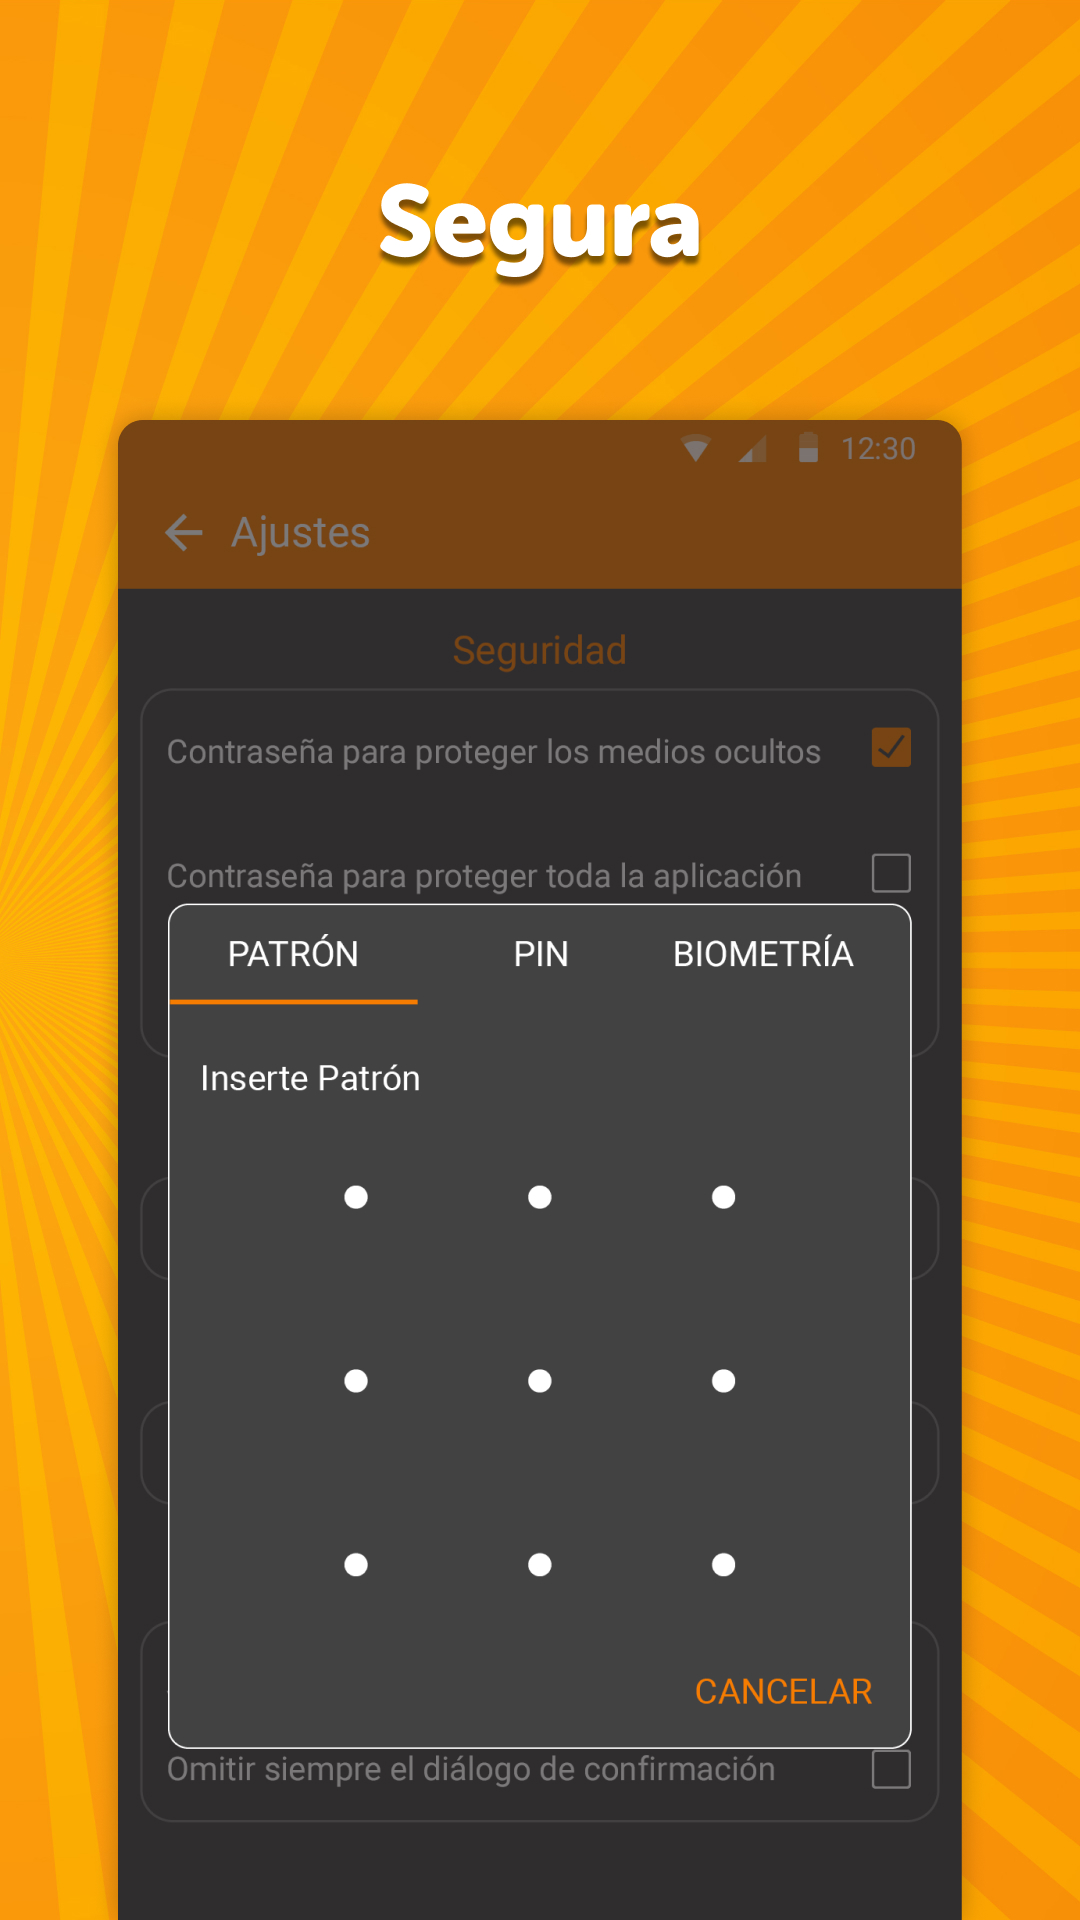 Segura
12:30
Ajustes
Seguridad
Contraseña para proteger los medios ocultos
Contraseña para proteger toda la aplicación
PATRÓN PIN BIOMETRÍA
Inserte Patrón
CANCELAR
Omitir siempre el diálogo de confirmación